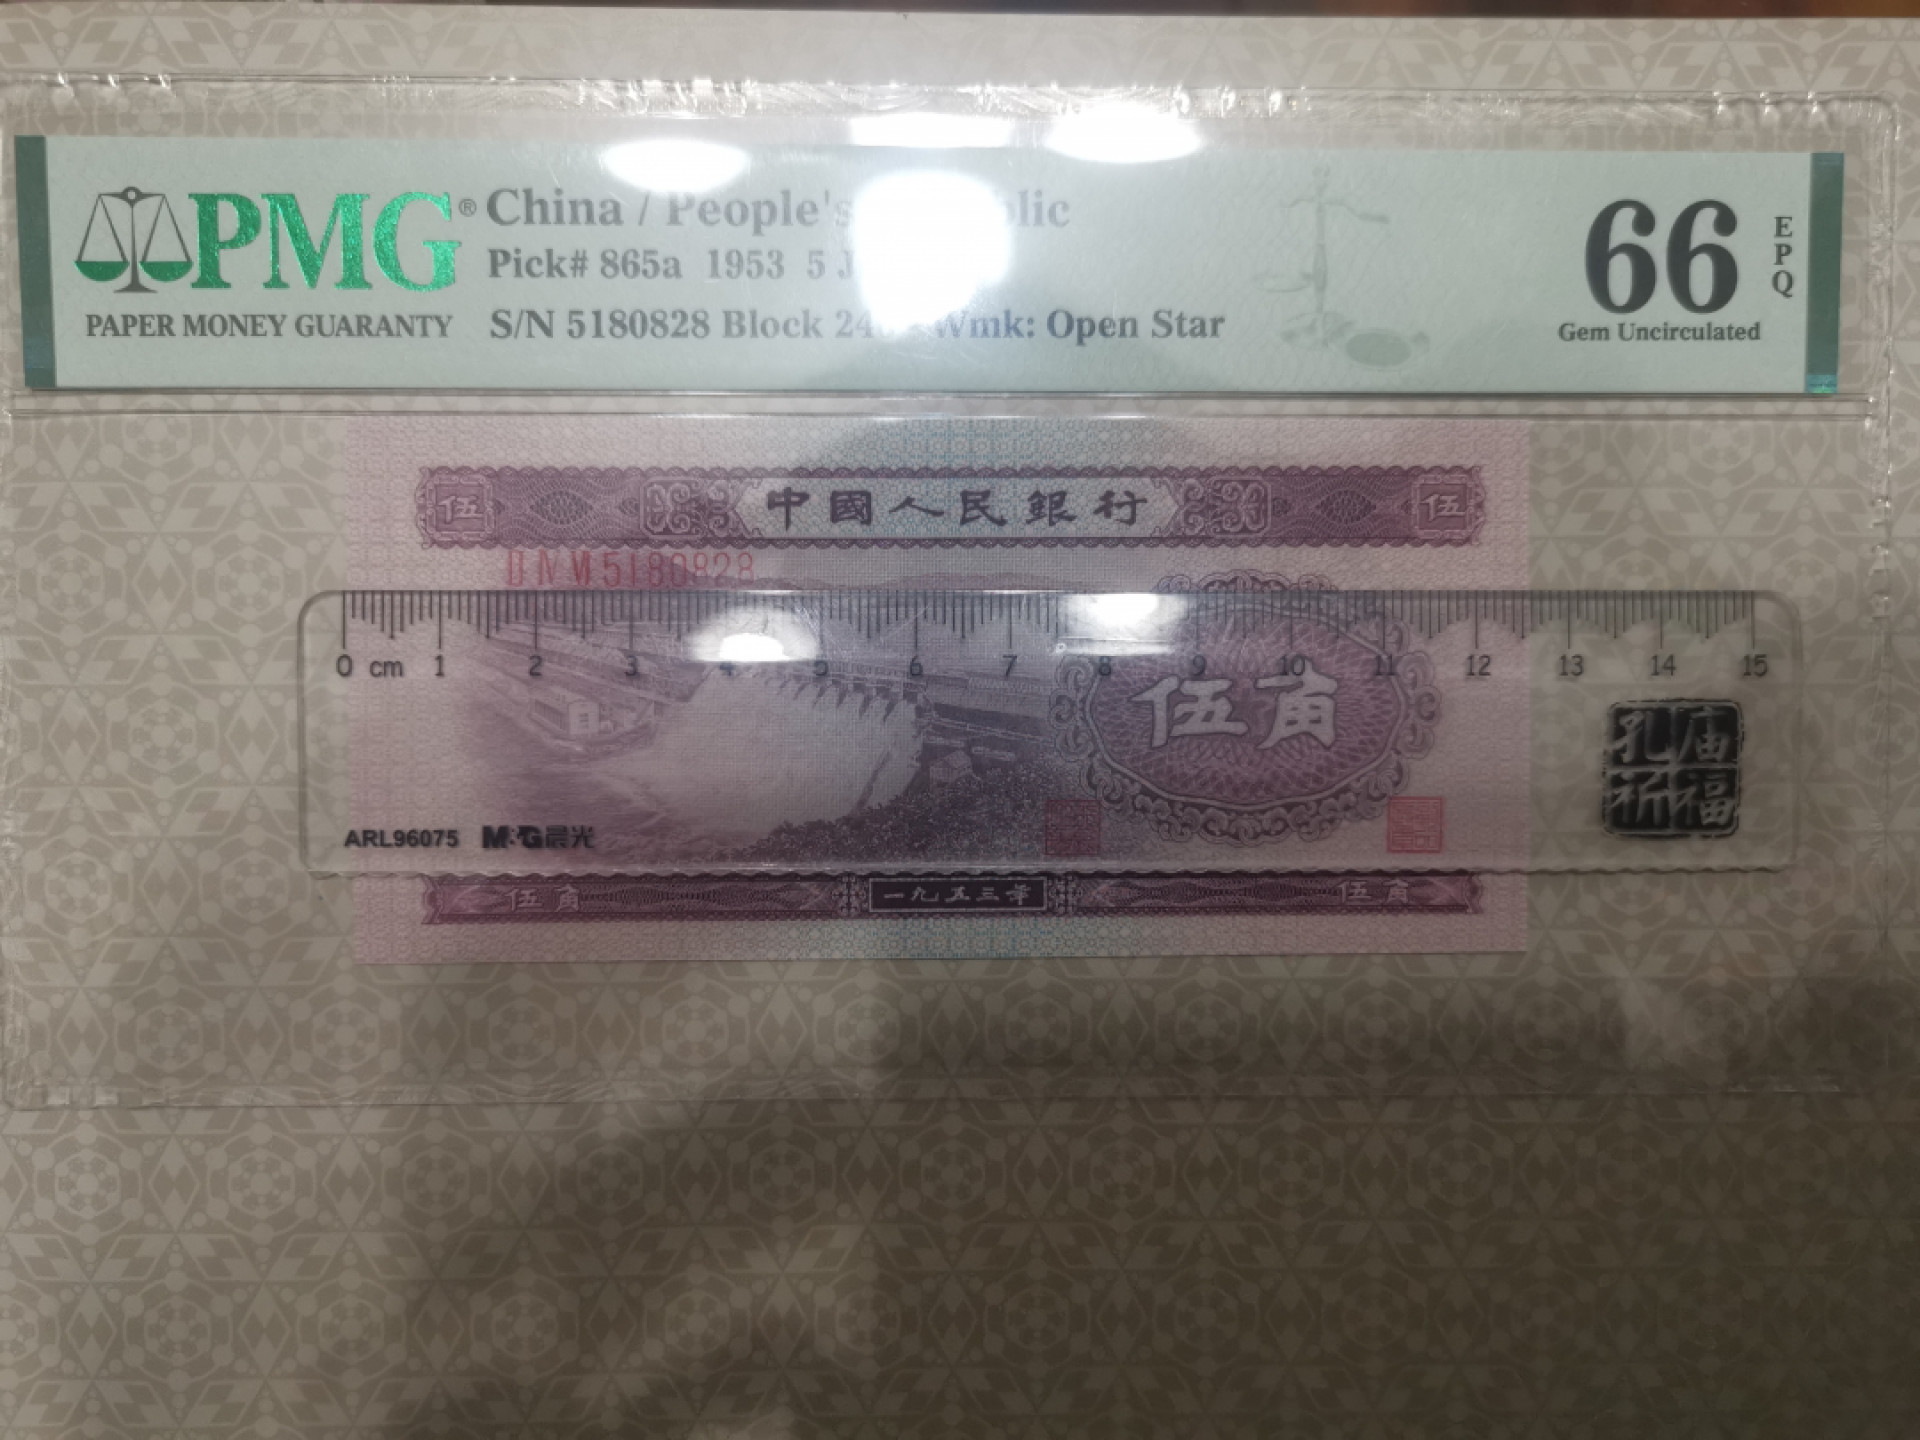 PMG® China / People's
Pick# 865a 1953 5 J
PAPER MONEY GUARANTY
S/N 5180828 Block Wmk: Open Star
66
EPQ
Gem Uncirculated
伍 中國人民銀行 伍
5180828
0 cm 1 2 3 4 5 6 7 8 9 10 11 12 13 14 15
伍角
孔庙
祈福
ARL96075 M&G晨光
伍角 一九五三年 伍角